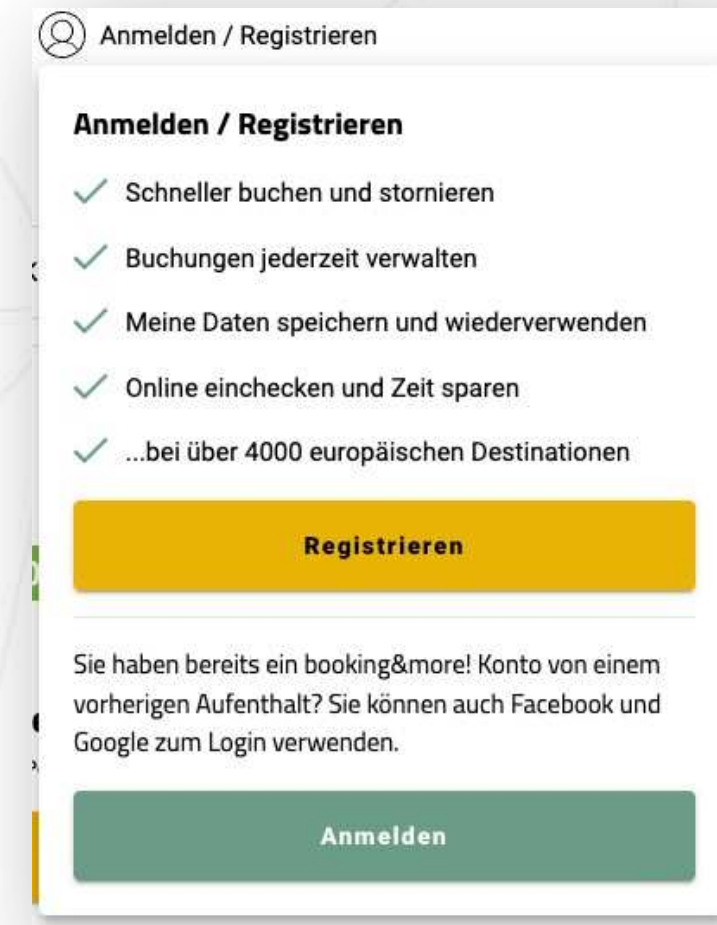 Anmelden / Registrieren
Anmelden / Registrieren
Schneller buchen und stornieren
Buchungen jederzeit verwalten
Meine Daten speichern und wiederverwenden
Online einchecken und Zeit sparen
...bei über 4000 europäischen Destinationen
Registrieren
Sie haben bereits ein booking&more! Konto von einem
vorherigen Aufenthalt? Sie können auch Facebook und
Google zum Login verwenden.
Anmelden